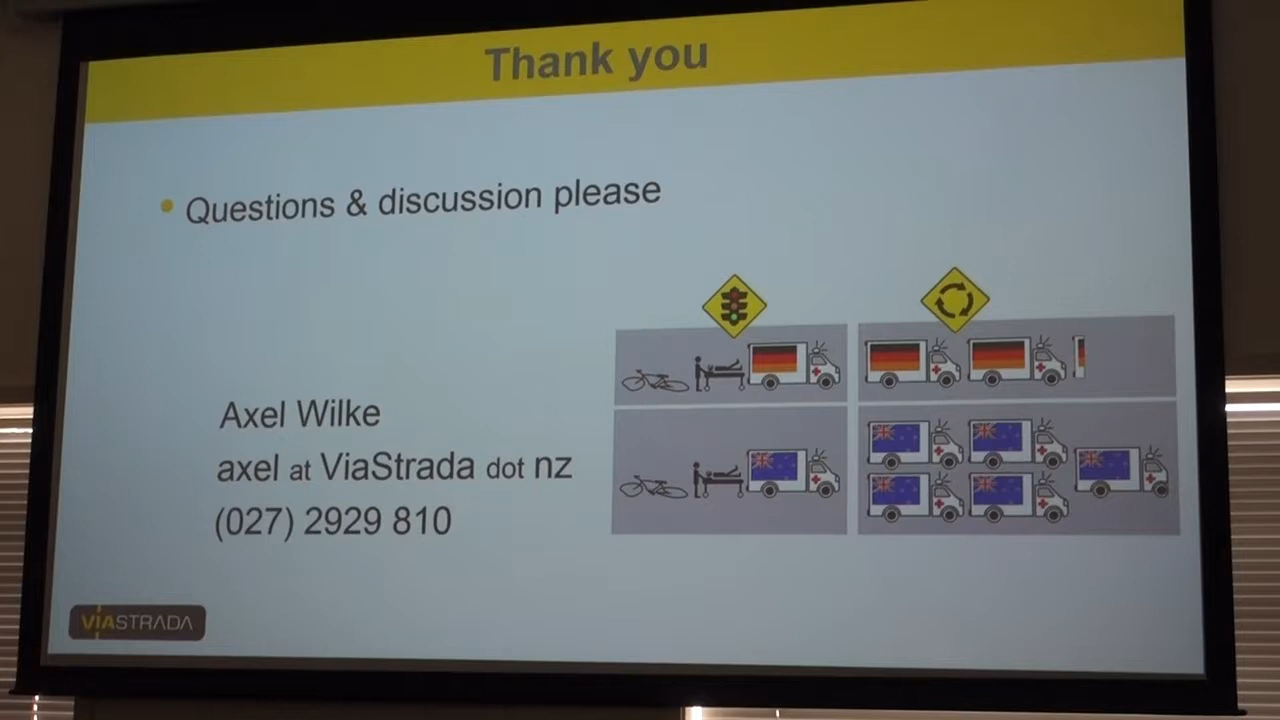 Thank you
Questions & discussion please
Axel Wilke
axel at ViaStrada dot nz
(027) 2929 810
VIASTRADA